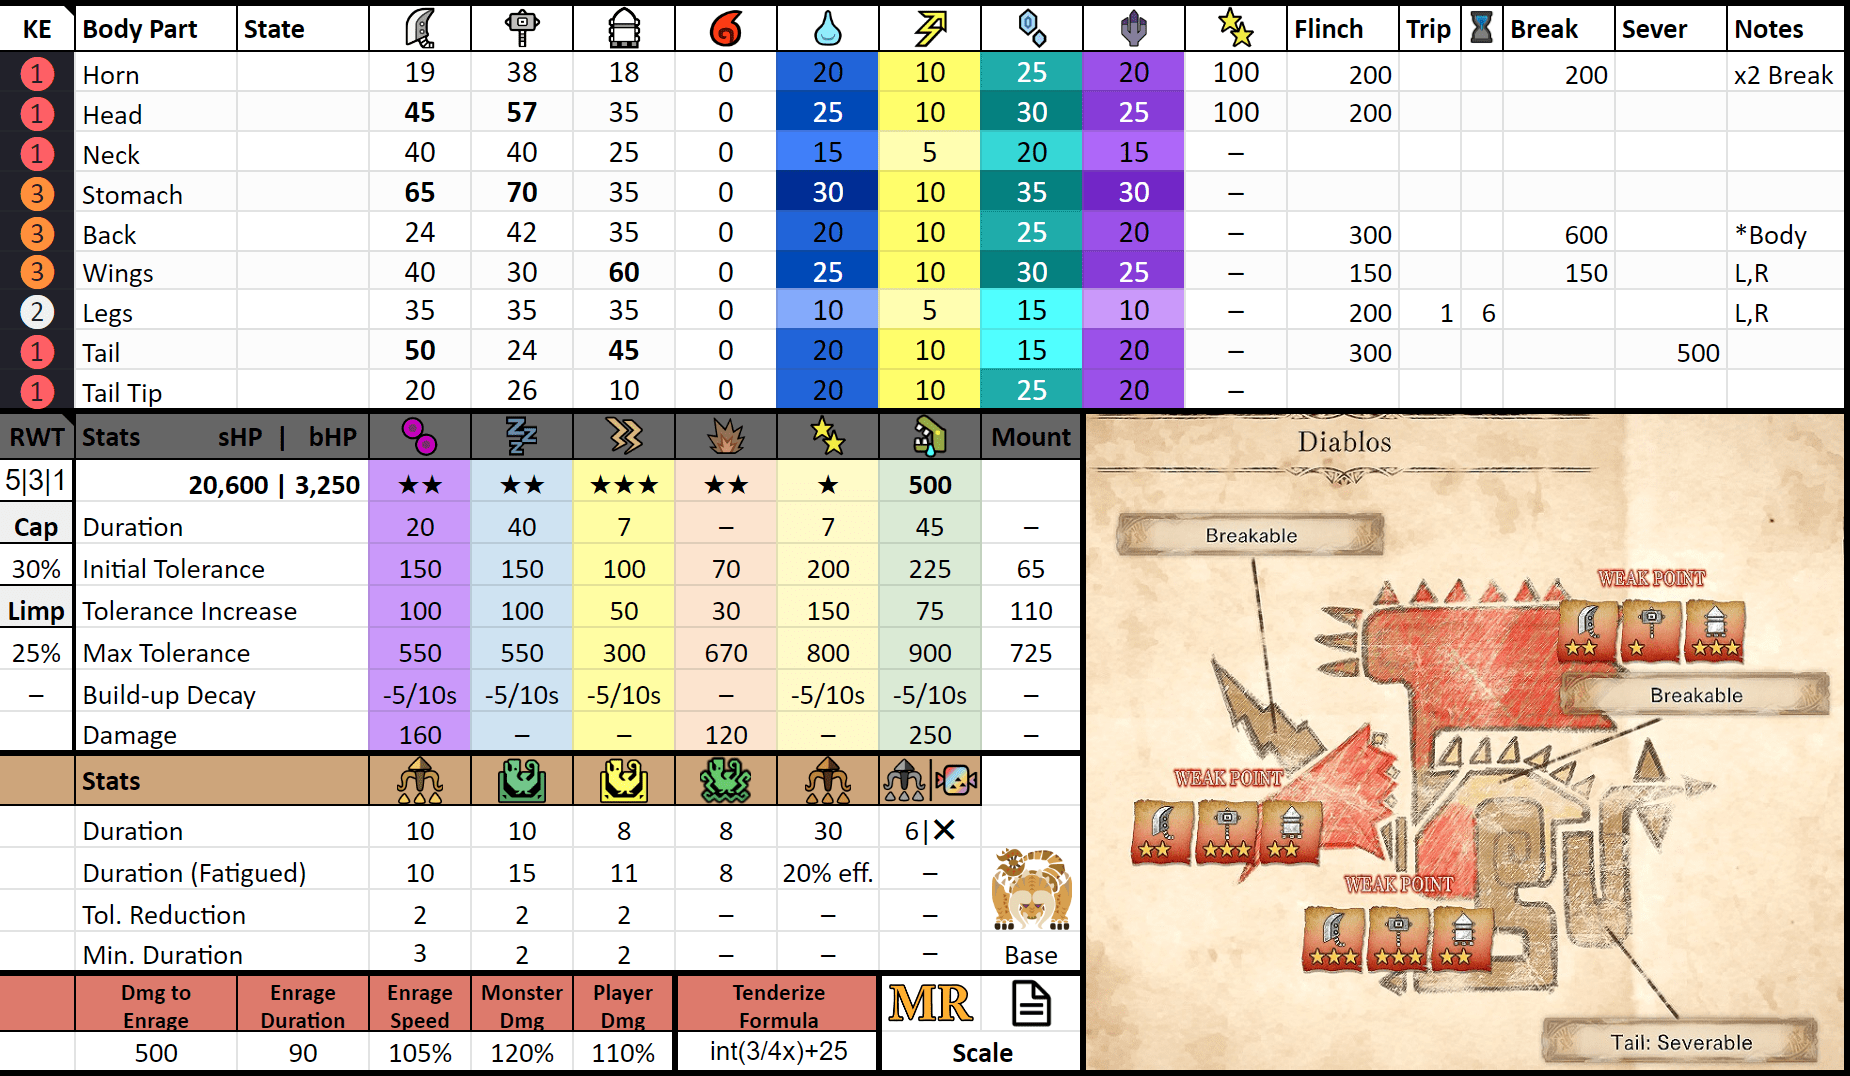 KE Body Part State Flinch Trip Break Sever Notes
1 Horn 19 38 18 0 20 10 25 20 100 200 200 x2 Break
1 Head 45 57 35 0 25 10 30 25 100 200
1 Neck 40 40 25 0 15 5 20 15 –
3 Stomach 65 70 35 0 30 10 35 30 –
3 Back 24 42 35 0 20 10 25 20 – 300 600 *Body
3 Wings 40 30 60 0 25 10 30 25 – 150 150 L,R
2 Legs 35 35 35 0 10 5 15 10 – 200 1 6 L,R
1 Tail 50 24 45 0 20 10 15 20 – 300 500
1 Tail Tip 20 26 10 0 20 10 25 20 –
RWT Stats sHP | bHP Mount
5|3|1 20,600 | 3,250 ★★ ★★ ★★★ ★★ ★ 500
Cap Duration 20 40 7 – 7 45 –
30% Initial Tolerance 150 150 100 70 200 225 65
Limp Tolerance Increase 100 100 50 30 150 75 110
25% Max Tolerance 550 550 300 670 800 900 725
– Build-up Decay -5/10s -5/10s -5/10s – -5/10s -5/10s –
Damage 160 – – 120 – 250 –
Stats
Duration 10 10 8 8 30 6|✕
Duration (Fatigued) 10 15 11 8 20% eff. –
Tol. Reduction 2 2 2 – – –
Min. Duration 3 2 2 – – – Base
Dmg to Enrage Enrage Duration Enrage Speed Monster Dmg Player Dmg Tenderize Formula MR
500 90 105% 120% 110% int(3/4x)+25 Scale
Diablos
Breakable
WEAK POINT
Breakable
WEAK POINT
WEAK POINT
Tail: Severable